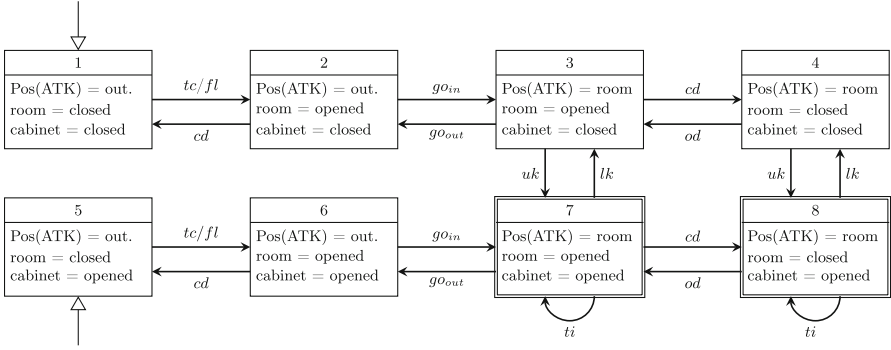 1
2
3
4
Pos(ATK) = out.
room = closed
cabinet = closed
tc/fl
cd
Pos(ATK) = out.
room = opened
cabinet = closed
go_in
go_out
Pos(ATK) = room
room = opened
cabinet = closed
cd
od
Pos(ATK) = room
room = closed
cabinet = closed
uk
lk
uk
lk
5
6
7
8
Pos(ATK) = out.
room = closed
cabinet = opened
tc/fl
cd
Pos(ATK) = out.
room = opened
cabinet = opened
go_in
go_out
Pos(ATK) = room
room = opened
cabinet = opened
cd
od
Pos(ATK) = room
room = closed
cabinet = opened
ti
ti